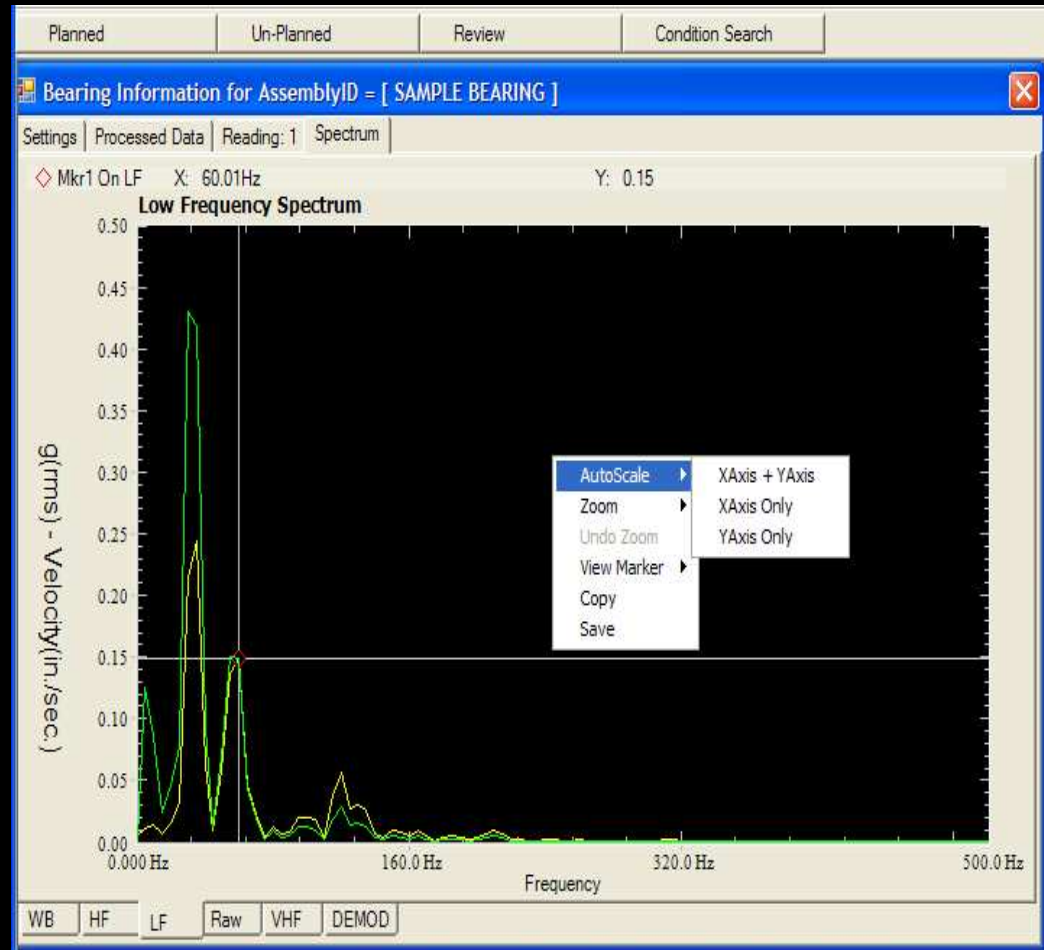 Planned Un-Planned Review Condition Search
Bearing Information for AssemblyID = [ SAMPLE BEARING ]
Settings Processed Data Reading: 1 Spectrum
Mkr1 On LF X: 60.01Hz Y: 0.15
Low Frequency Spectrum
0.50
0.45
0.40
0.35
0.30
0.25
0.20
0.15
0.10
0.05
0.00
g(rms) - Velocity(in./sec.)
AutoScale
Zoom
Undo Zoom
View Marker
Copy
Save
XAxis + YAxis
XAxis Only
YAxis Only
0.000 Hz 160.0 Hz 320.0 Hz 500.0 Hz
Frequency
WB HF LF Raw VHF DEMOD